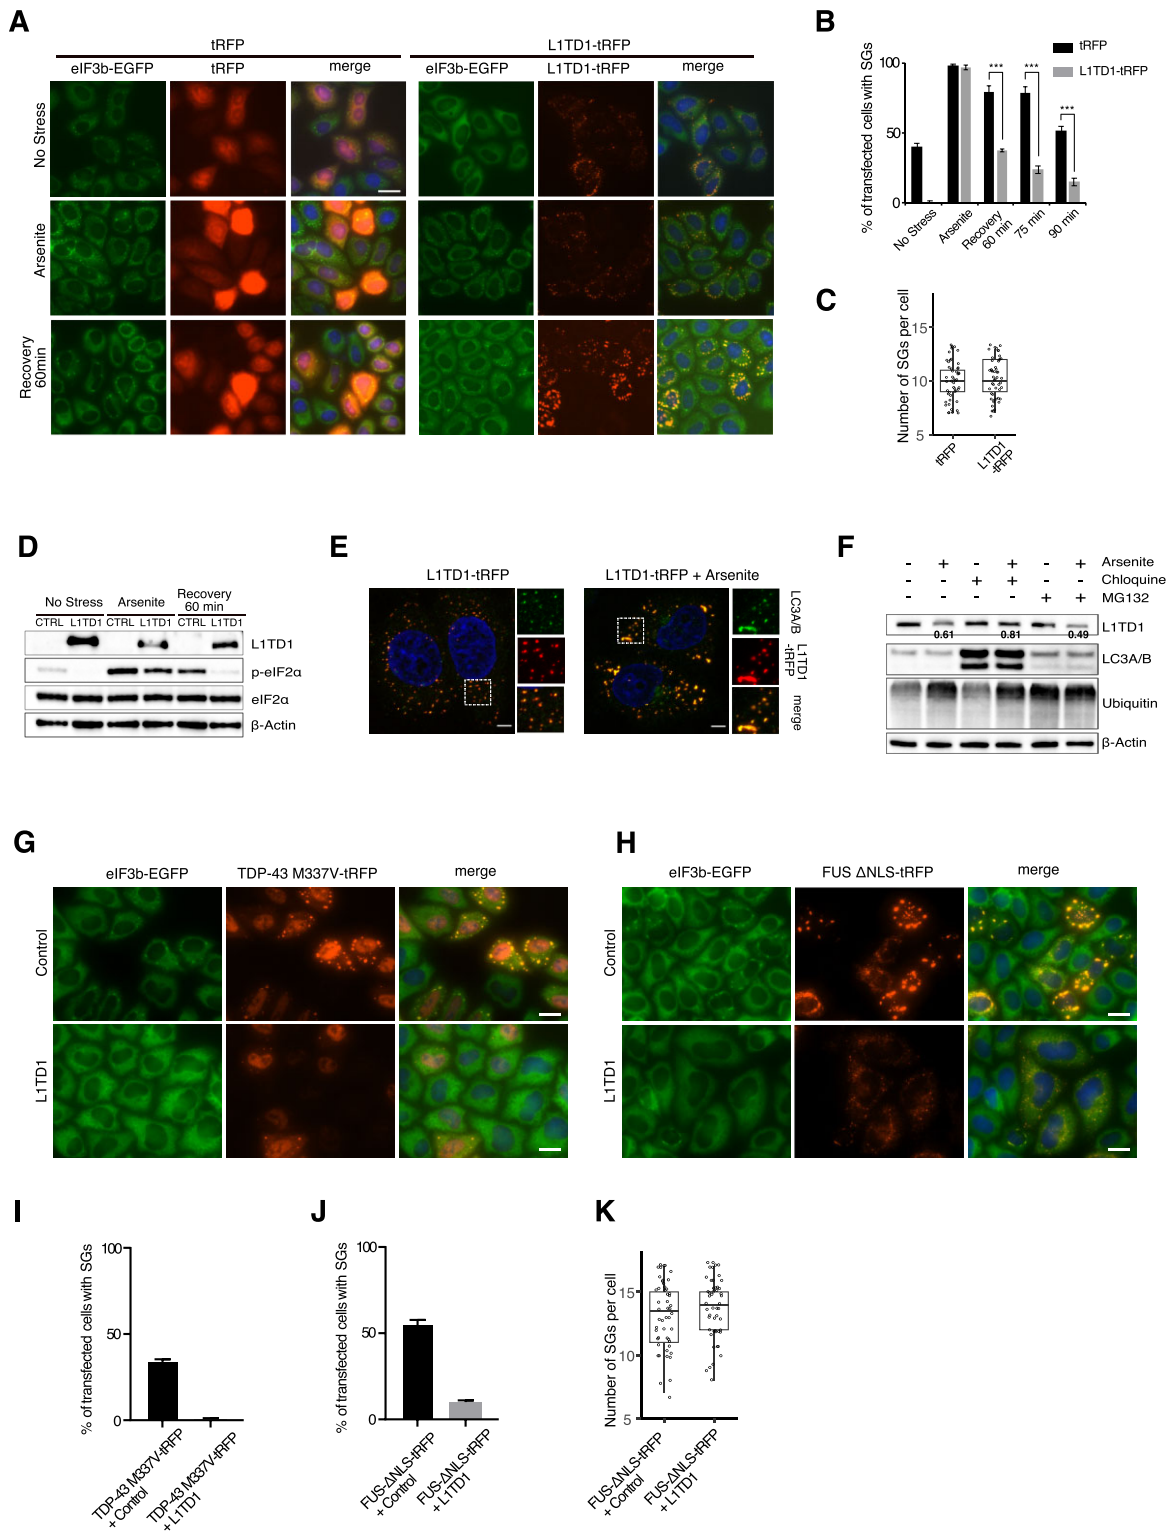 A
tRFP
L1TD1-tRFP
eIF3b-EGFP
tRFP
merge
eIF3b-EGFP
L1TD1-tRFP
merge
No Stress
Arsenite
Recovery
60min
B
tRFP
L1TD1-tRFP
% of transfected cells with SGs
100
50
0
***
***
***
No Stress
Arsenite
Recovery
60 min
75 min
90 min
C
Number of SGs per cell
15
10
5
tRFP
L1TD1
-tRFP
D
No Stress
Arsenite
Recovery
60 min
CTRL L1TD1 CTRL L1TD1 CTRL L1TD1
L1TD1
p-eIF2α
eIF2α
β-Actin
E
L1TD1-tRFP
L1TD1-tRFP + Arsenite
LC3A/B
L1TD1
-tRFP
merge
F
- + - + - + Arsenite
- - + + - - Chloquine
- - - - + + MG132
L1TD1
0.61
0.81
0.49
LC3A/B
Ubiquitin
β-Actin
G
eIF3b-EGFP
TDP-43 M337V-tRFP
merge
Control
L1TD1
H
eIF3b-EGFP
FUS ΔNLS-tRFP
merge
Control
L1TD1
I
% of transfected cells with SGs
100
50
0
TDP-43 M337V-tRFP
+ Control
TDP-43 M337V-tRFP
+ L1TD1
J
% of transfected cells with SGs
100
50
0
FUS-ΔNLS-tRFP
+ Control
FUS-ΔNLS-tRFP
+ L1TD1
K
Number of SGs per cell
15
10
5
FUS-ΔNLS-tRFP
+ Control
FUS-ΔNLS-tRFP
+ L1TD1